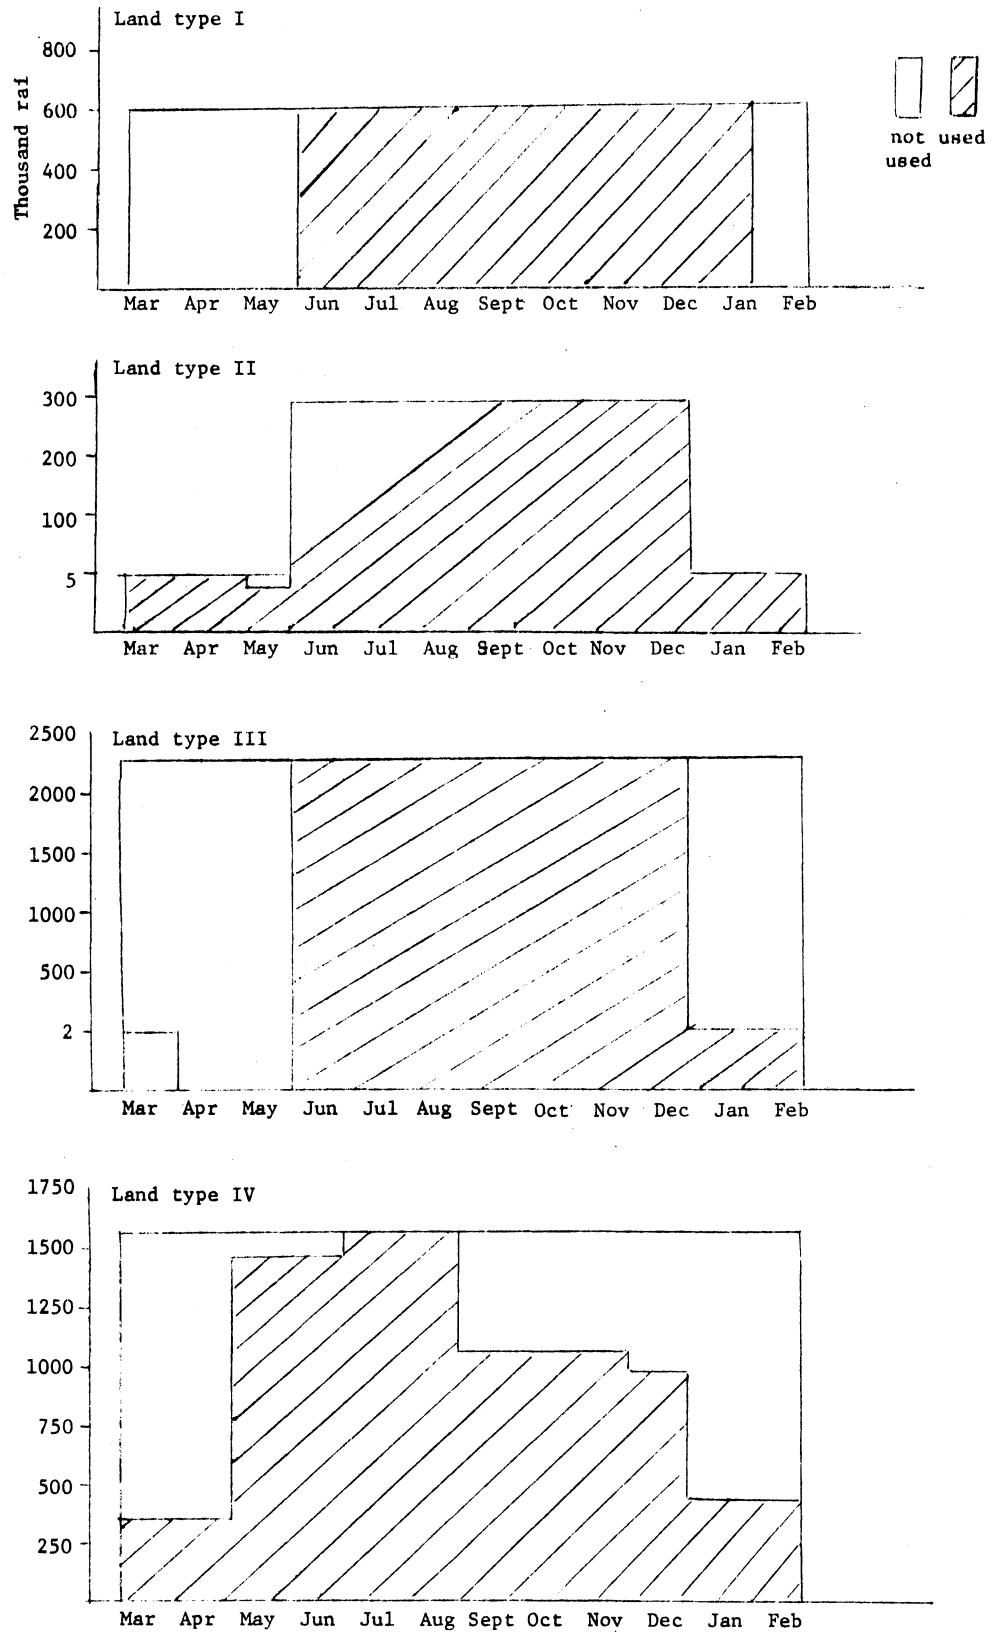 Land type I
Thousand rai
800
600
400
200
not used
used
Mar Apr May Jun Jul Aug Sept Oct Nov Dec Jan Feb
Land type II
300
200
100
5
Mar Apr May Jun Jul Aug Sept Oct Nov Dec Jan Feb
2500
Land type III
2000
1500
1000
500
2
Mar Apr May Jun Jul Aug Sept Oct Nov Dec Jan Feb
1750
Land type IV
1500
1250
1000
750
500
250
Mar Apr May Jun Jul Aug Sept Oct Nov Dec Jan Feb